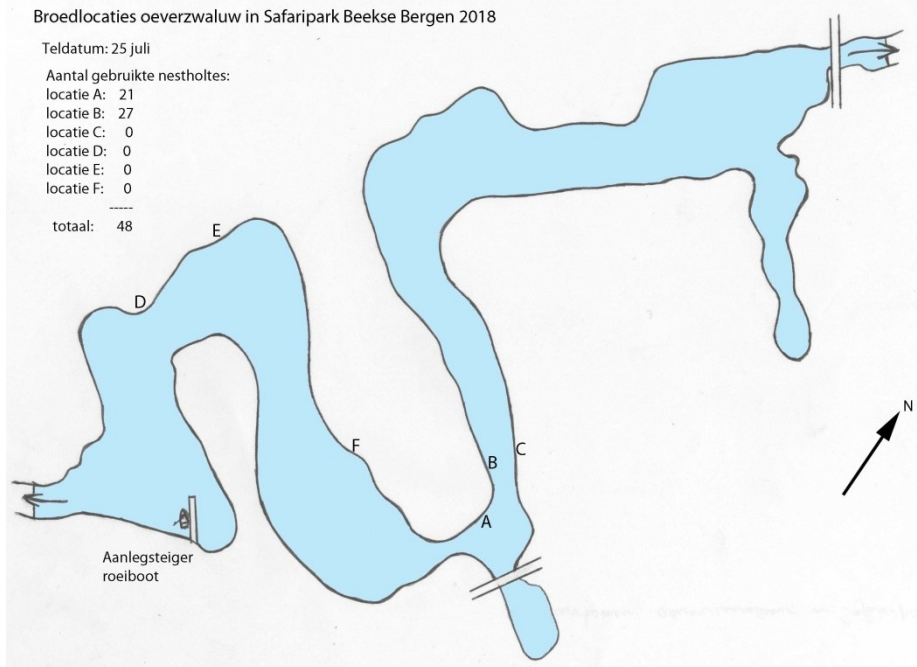 Broedlocaties oeverzwaluw in Safaripark Beekse Bergen 2018
Teldatum: 25 juli
Aantal gebruikte nestholtes:
locatie A: 21
locatie B: 27
locatie C: 0
locatie D: 0
locatie E: 0
locatie F: 0
-----
totaal: 48
E
D
N
F
B
C
A
Aanlegsteiger
roeiboot